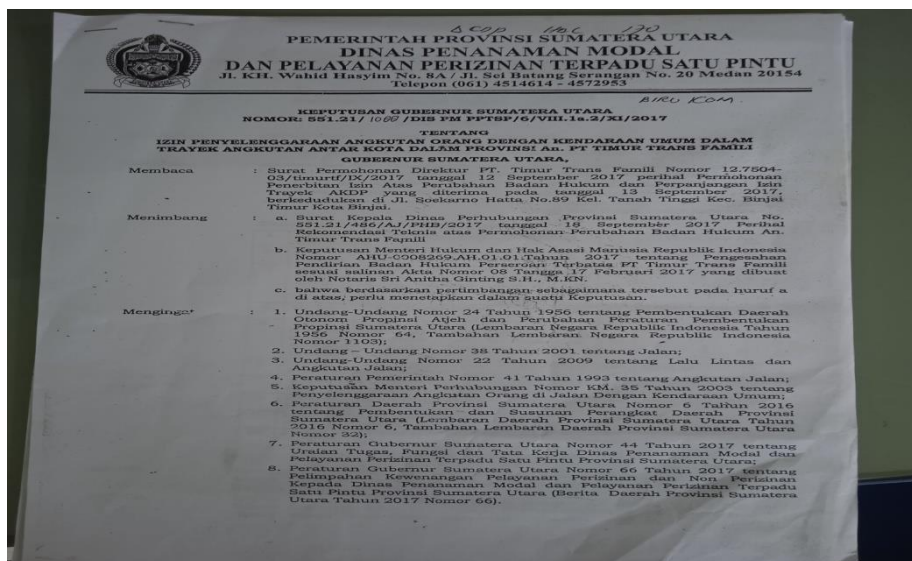 PEMERINTAH PROVINSI SUMATERA UTARA
DINAS PENANAMAN MODAL
DAN PELAYANAN PERIZINAN TERPADU SATU PINTU
Jl. KH. Wahid Hasyim No. 8A / Jl. Sei Batang Serangan No. 20 Medan 20154
Telepon (061) 4514614 - 4572953
BIRU KOM.
KEPUTUSAN GUBERNUR SUMATERA UTARA
NOMOR: 551.21/ /DIS PM PPTSP/6/VIII.1a.2/XI/2017
TENTANG
IZIN PENYELENGGARAAN ANGKUTAN ORANG DENGAN KENDARAAN UMUM DALAM
TRAYEK ANGKUTAN ANTAR KOTA DALAM PROVINSI An. PT TIMUR TRANS FAMILI
GUBERNUR SUMATERA UTARA,
Membaca : Surat Permohonan Direktur PT. Timur Trans Famili Nomor 12.7504-
03/timurtf/IX/2017 tanggal 12 September 2017 perihal Permohonan
Penerbitan Izin Atas Perubahan Badan Hukum dan Perpanjangan Izin
Trayek AKDP yang diterima pada tanggal 13 September 2017,
berkedudukan di Jl. Soekarno Hatta No.89 Kel. Tanah Tinggi Kec. Binjai
Timur Kota Binjai.
Menimbang : a. Surat Kepala Dinas Perhubungan Provinsi Sumatera Utara No.
551.21/486/AJ/PHB/2017 tanggal 18 September 2017 Perihal
Rekomendasi Teknis atas Permohonan Perubahan Badan Hukum An.
Timur Trans Famili
b. Keputusan Menteri Hukum dan Hak Asasi Manusia Republik Indonesia
Nomor AHU-0008269.AH.01.01.Tahun 2017 tentang Pengesahan
Pendirian Badan Hukum Perseroan Terbatas PT Timur Trans Famili
sesuai salinan Akta Nomor 08 Tangga 17 Februari 2017 yang dibuat
oleh Notaris Sri Anitha Ginting S.H., M.KN.
c. bahwa berdasarkan pertimbangan sebagaimana tersebut pada huruf a
di atas, perlu menetapkan dalam suatu Keputusan.
Mengingat : 1. Undang-Undang Nomor 24 Tahun 1956 tentang Pembentukan Daerah
Otonom Propinsi Atjeh dan Perubahan Peraturan Pembentukan
Propinsi Sumatera Utara (Lembaran Negara Republik Indonesia Tahun
1956 Nomor 64, Tambahan Lembaran Negara Republik Indonesia
Nomor 1103);
2. Undang – Undang Nomor 38 Tahun 2001 tentang Jalan;
3. Undang-Undang Nomor 22 Tahun 2009 tentang Lalu Lintas dan
Angkutan Jalan;
4. Peraturan Pemerintah Nomor 41 Tahun 1993 tentang Angkutan Jalan;
5. Keputusan Menteri Perhubungan Nomor KM. 35 Tahun 2003 tentang
Penyelenggaraan Angkutan Orang di Jalan Dengan Kendaraan Umum;
6. Peraturan Daerah Provinsi Sumatera Utara Nomor 6 Tahun 2016
tentang Pembentukan dan Susunan Perangkat Daerah Provinsi
Sumatera Utara (Lembaran Daerah Provinsi Sumatera Utara Tahun
2016 Nomor 6, Tambahan Lembaran Daerah Provinsi Sumatera Utara
Nomor 32);
7. Peraturan Gubernur Sumatera Utara Nomor 44 Tahun 2017 tentang
Uraian Tugas, Fungsi dan Tata Kerja Dinas Penanaman Modal dan
Pelayanan Perizinan Terpadu Satu Pintu Provinsi Sumatera Utara;
8. Peraturan Gubernur Sumatera Utara Nomor 66 Tahun 2017 tentang
Pelimpahan Kewenangan Pelayanan Perizinan dan Non Perizinan
Kepada Dinas Penanaman Modal dan Pelayanan Perizinan Terpadu
Satu Pintu Provinsi Sumatera Utara (Berita Daerah Provinsi Sumatera
Utara Tahun 2017 Nomor 66).